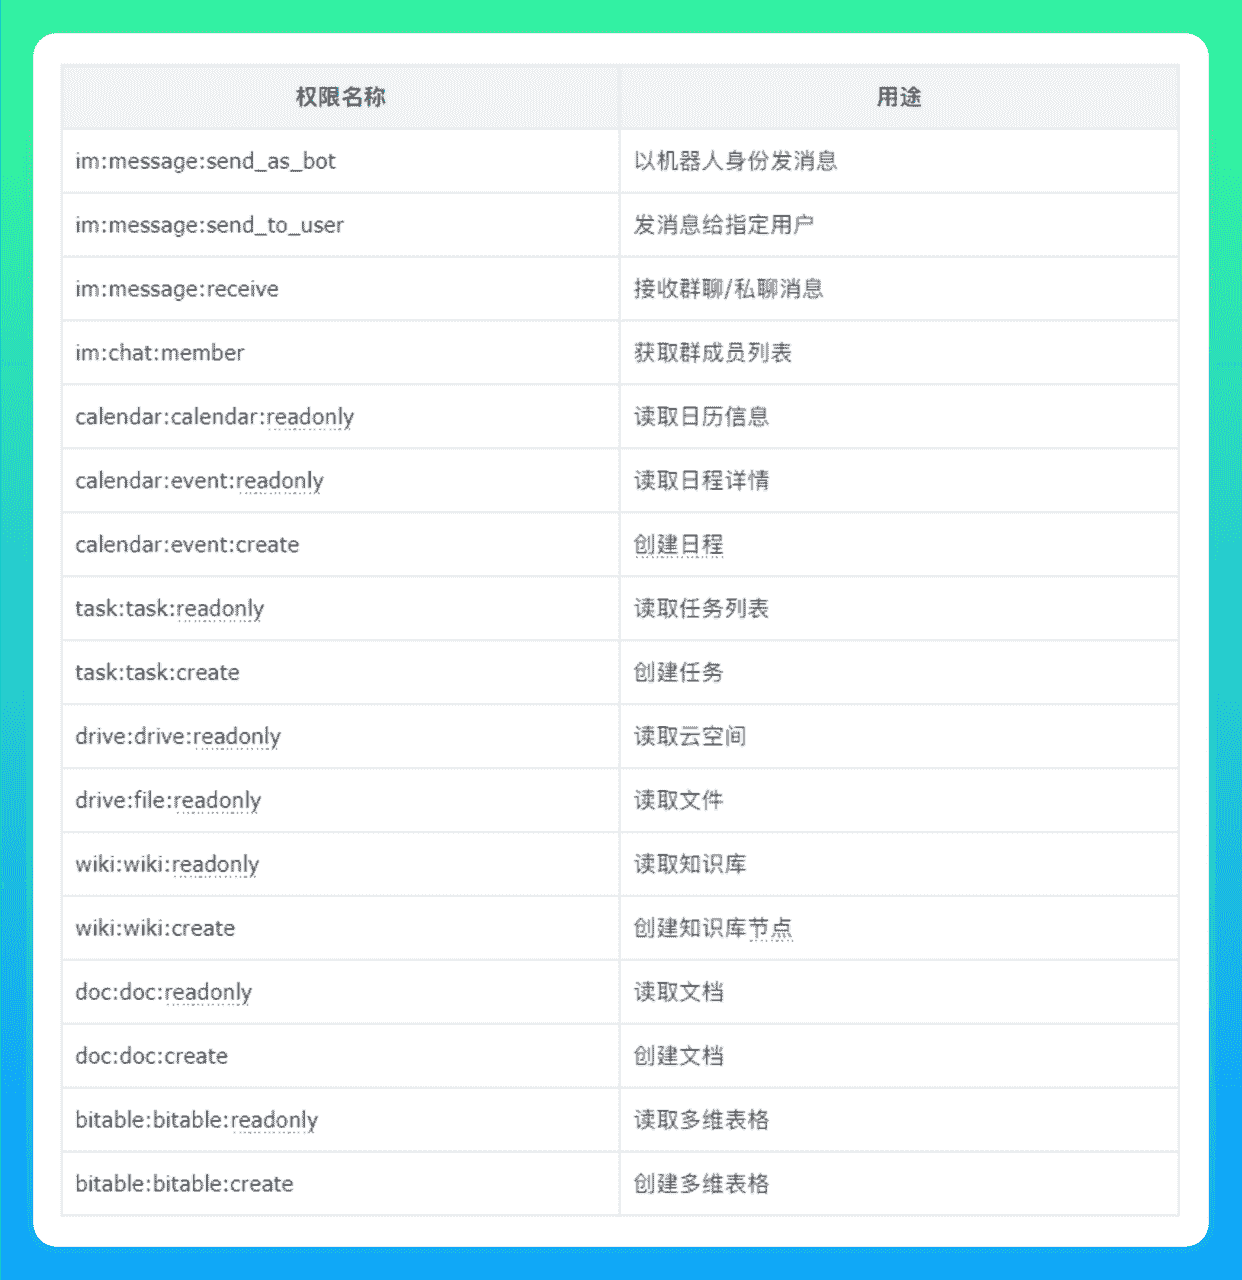 权限名称 用途
im:message:send_as_bot 以机器人身份发消息
im:message:send_to_user 发消息给指定用户
im:message:receive 接收群聊/私聊消息
im:chat:member 获取群成员列表
calendar:calendar:readonly 读取日历信息
calendar:event:readonly 读取日程详情
calendar:event:create 创建日程
task:task:readonly 读取任务列表
task:task:create 创建任务
drive:drive:readonly 读取云空间
drive:file:readonly 读取文件
wiki:wiki:readonly 读取知识库
wiki:wiki:create 创建知识库节点
doc:doc:readonly 读取文档
doc:doc:create 创建文档
bitable:bitable:readonly 读取多维表格
bitable:bitable:create 创建多维表格